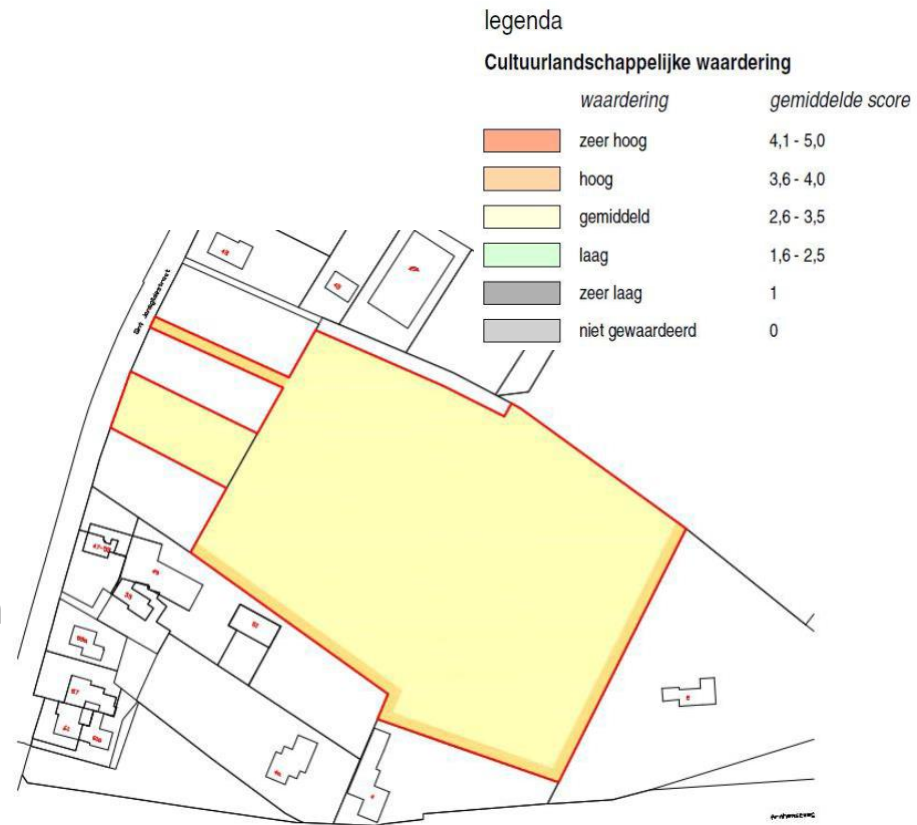 legenda
Cultuurlandschappelijke waardering
waardering gemiddelde score
zeer hoog 4,1 - 5,0
hoog 3,6 - 4,0
gemiddeld 2,6 - 3,5
laag 1,6 - 2,5
zeer laag 1
niet gewaardeerd 0